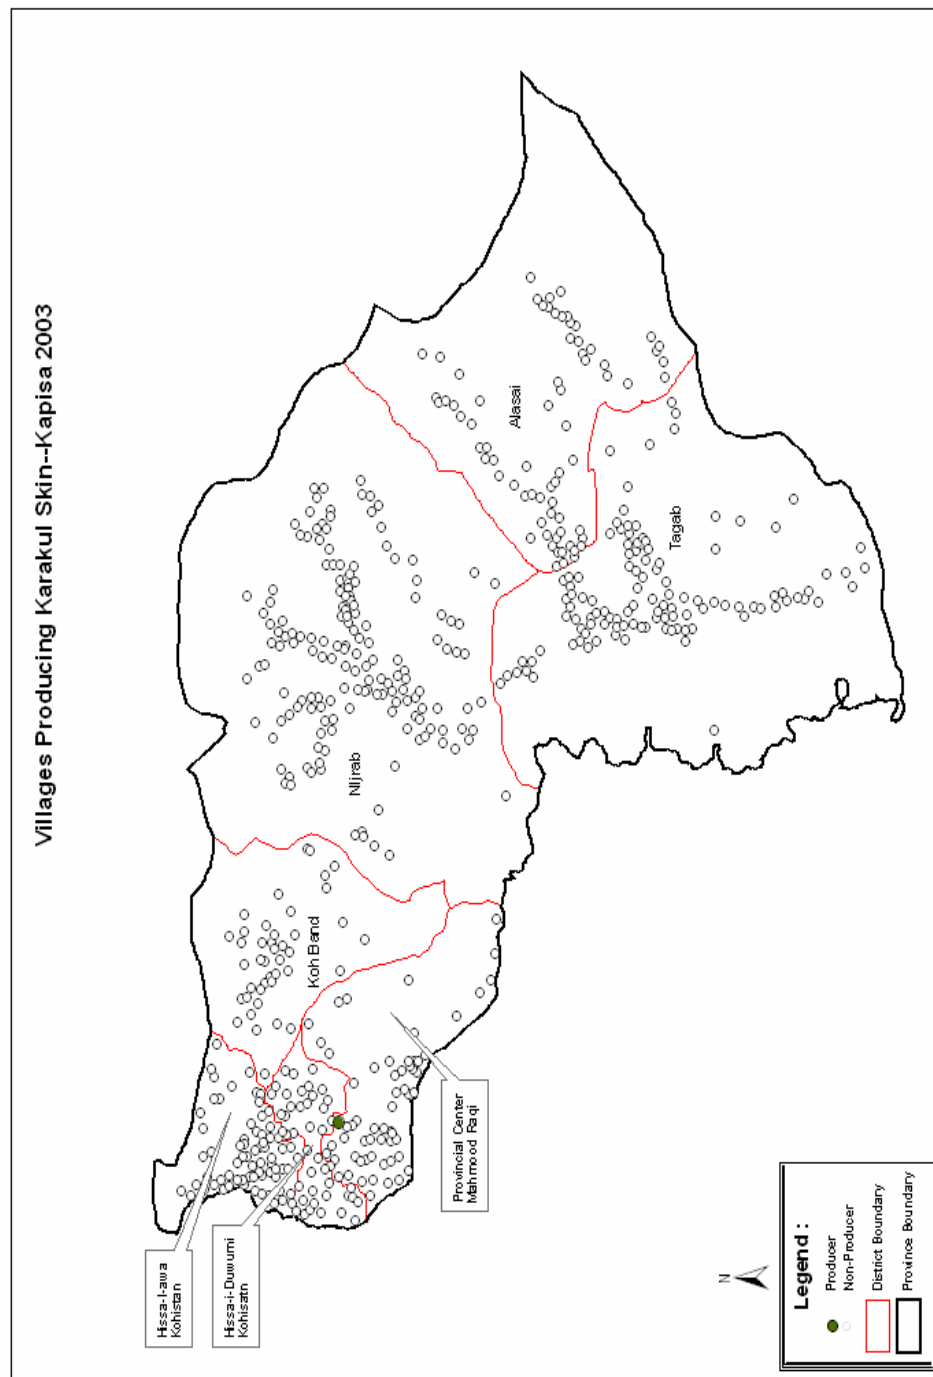 Villages Producing Karakul Skin--Kapisa 2003
Hissa-I-awa
Kohistan
Hissa-i-Duwumi
Kohisatn
Koh Band
Provincial Center
Mahmood Raqi
NIjrab
Alasai
Tagab
N
Legend :
Producer
Non-Producer
District Boundary
Province Boundary